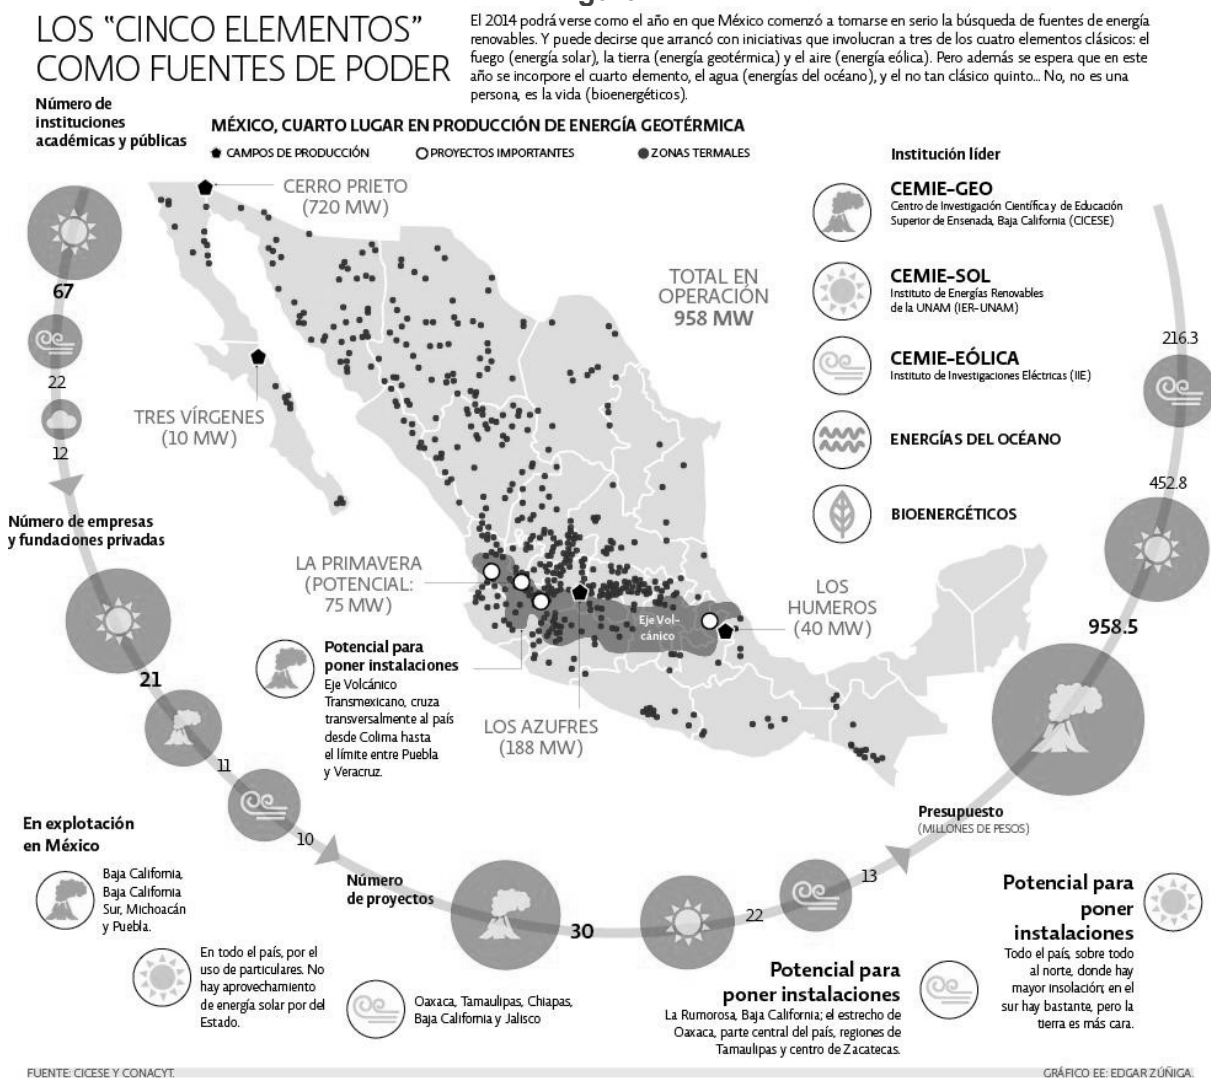 LOS “CINCO ELEMENTOS”
COMO FUENTES DE PODER
El 2014 podrá verse como el año en que México comenzó a tomarse en serio la búsqueda de fuentes de energía
renovables. Y puede decirse que arrancó con iniciativas que involucran a tres de los cuatro elementos clásicos: el
fuego (energía solar), la tierra (energía geotérmica) y el aire (energía eólica). Pero además se espera que en este
año se incorpore el cuarto elemento, el agua (energías del océano), y el no tan clásico quinto... No, no es una
persona, es la vida (bioenergéticos).
Número de
instituciones
académicas y públicas
67
22
12
MÉXICO, CUARTO LUGAR EN PRODUCCIÓN DE ENERGÍA GEOTÉRMICA
CAMPOS DE PRODUCCIÓN
PROYECTOS IMPORTANTES
ZONAS TERMALES
CERRO PRIETO
(720 MW)
TRES VÍRGENES
(10 MW)
TOTAL EN
OPERACIÓN
958 MW
LA PRIMAVERA
(POTENCIAL:
75 MW)
Eje Vol-
cánico
LOS
HUMEROS
(40 MW)
LOS AZUFRES
(188 MW)
Potencial para
poner instalaciones
Eje Volcánico
Transmexicano, cruza
transversalmente al país
desde Colima hasta
el límite entre Puebla
y Veracruz.
Institución líder
CEMIE-GEO
Centro de Investigación Científica y de Educación
Superior de Ensenada, Baja California (CICESE)
CEMIE-SOL
Instituto de Energías Renovables
de la UNAM (IER-UNAM)
CEMIE-EÓLICA
Instituto de Investigaciones Eléctricas (IIE)
ENERGÍAS DEL OCÉANO
BIOENERGÉTICOS
Número de empresas
y fundaciones privadas
21
11
10
Número
de proyectos
30
22
13
Presupuesto
(MILLONES DE PESOS)
958.5
452.8
216.3
En explotación
en México
Baja California,
Baja California
Sur, Michoacán
y Puebla.
En todo el país, por el
uso de particulares. No
hay aprovechamiento
de energía solar por del
Estado.
Oaxaca, Tamaulipas, Chiapas,
Baja California y Jalisco
Potencial para
poner instalaciones
La Rumorosa, Baja California; el estrecho de
Oaxaca, parte central del país, regiones de
Tamaulipas y centro de Zacatecas.
Potencial para
poner
instalaciones
Todo el país, sobre todo
al norte, donde hay
mayor insolación; en el
sur hay bastante, pero la
tierra es más cara.
FUENTE: CICESE Y CONACYT.
GRÁFICO EE: EDGAR ZÚÑIGA.